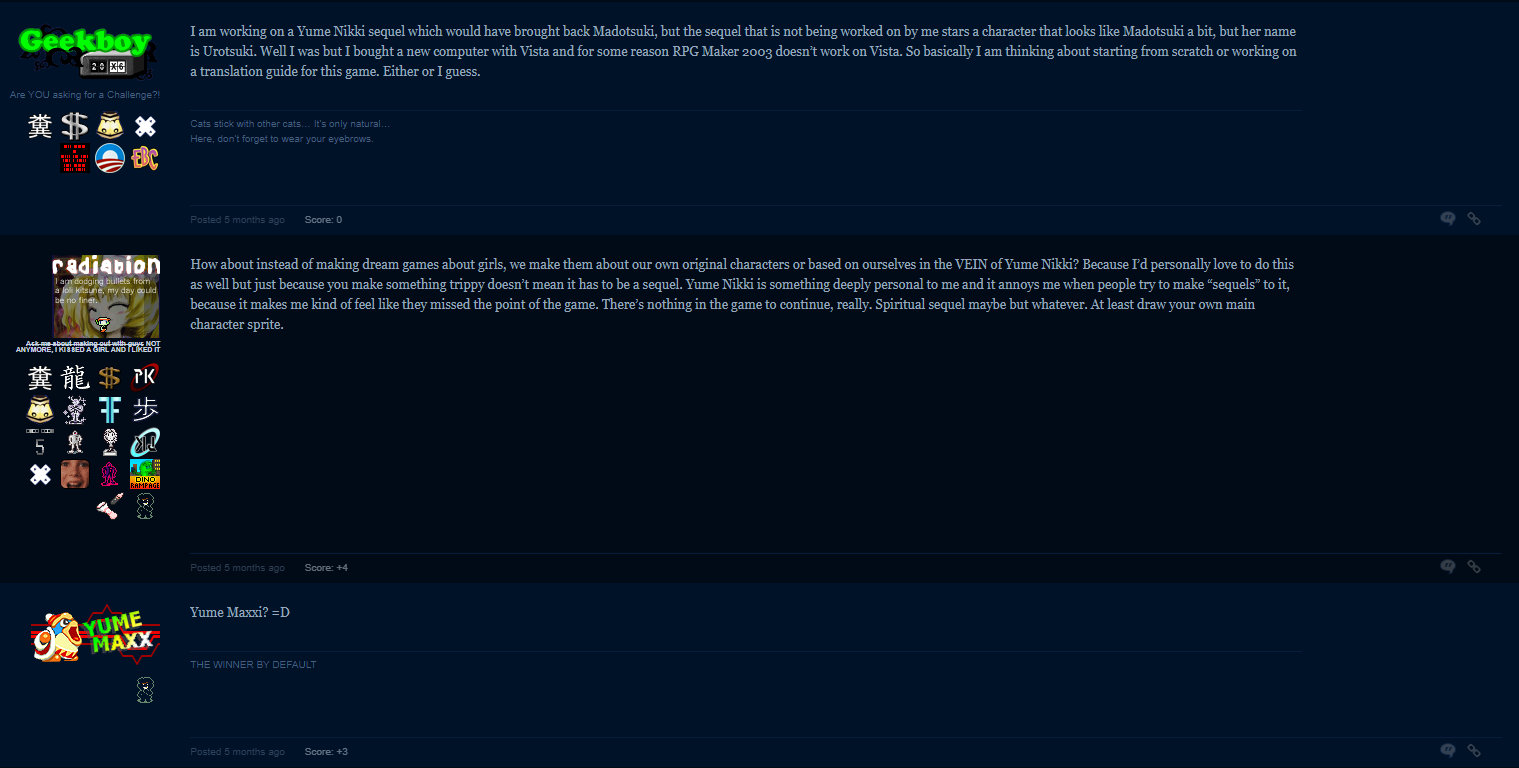 Geekboy
20 XG
Are YOU asking for a Challenge?!
糞
EBC
I am working on a Yume Nikki sequel which would have brought back Madotsuki, but the sequel that is not being worked on by me stars a character that looks like Madotsuki a bit, but her name
is Urotsuki. Well I was but I bought a new computer with Vista and for some reason RPG Maker 2003 doesn’t work on Vista. So basically I am thinking about starting from scratch or working on
a translation guide for this game. Either or I guess.
Cats stick with other cats... It's only natural...
Here, don't forget to wear your eyebrows.
Posted 5 months ago Score: 0
radiation
I am dodging bullets from
a loli kitsune, my day could
be no finer.
Ask me about making out with guys NOT
ANYMORE, I KISSED A GIRL AND I LIKED IT
糞 龍 $ PK
歩
5
DINO
RAMPAGE
How about instead of making dream games about girls, we make them about our own original characters or based on ourselves in the VEIN of Yume Nikki? Because I’d personally love to do this
as well but just because you make something trippy doesn’t mean it has to be a sequel. Yume Nikki is something deeply personal to me and it annoys me when people try to make “sequels” to it,
because it makes me kind of feel like they missed the point of the game. There’s nothing in the game to continue, really. Spiritual sequel maybe but whatever. At least draw your own main
character sprite.
Posted 5 months ago Score: +4
YUME
MAXX
Yume Maxxi? =D
THE WINNER BY DEFAULT
Posted 5 months ago Score: +3